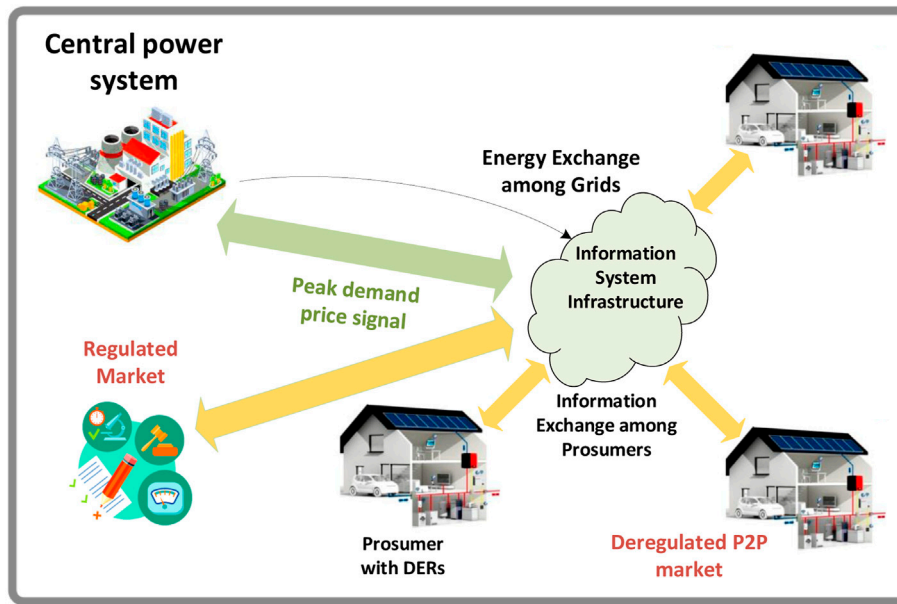 Central power
system
Energy Exchange
among Grids
Information
System
Infrastructure
Peak demand
price signal
Regulated
Market
Information
Exchange among
Prosumers
Prosumer
with DERs
Deregulated P2P
market